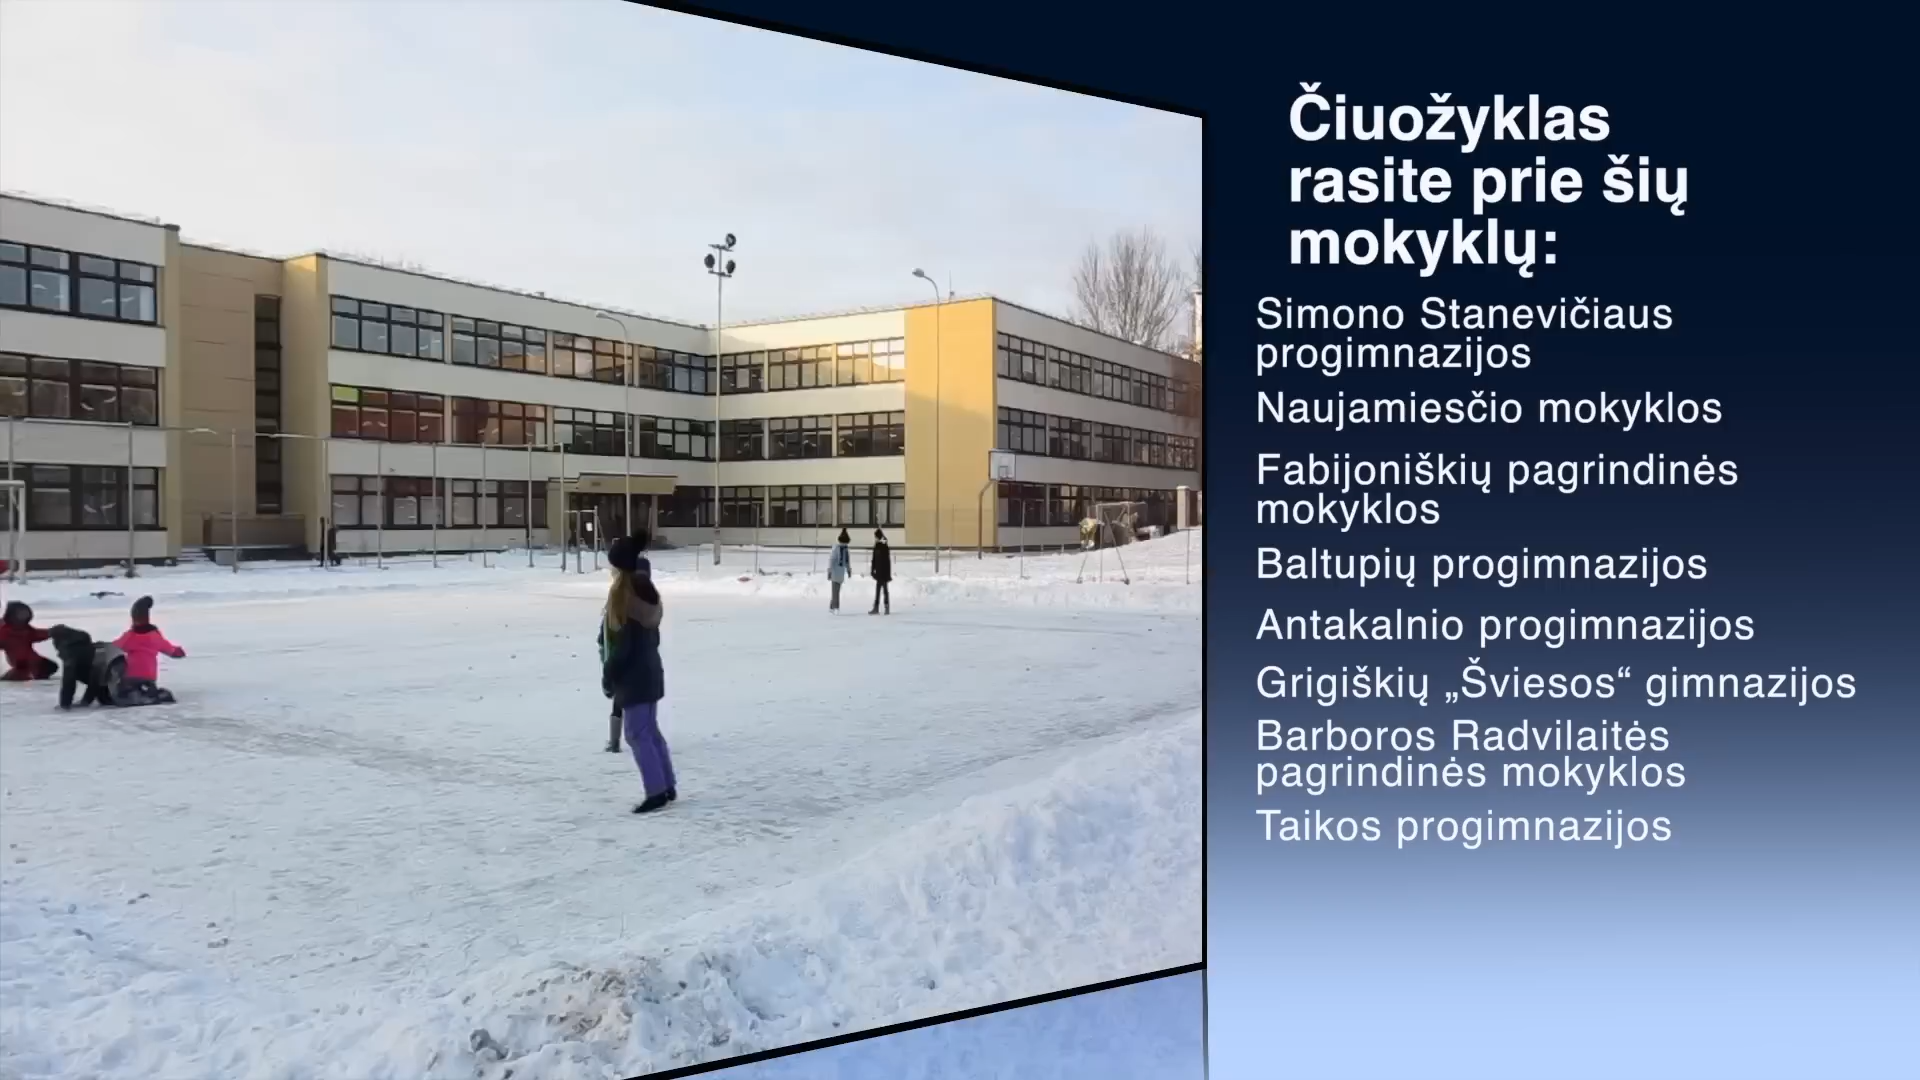 Čiuožyklas
rasite prie šių
mokyklų:
Simono Stanevičiaus
progimnazijos
Naujamiesčio mokyklos
Fabijoniškių pagrindinės
mokyklos
Baltupių progimnazijos
Antakalnio progimnazijos
Grigiškių „Šviesos“ gimnazijos
Barboros Radvilaitės
pagrindinės mokyklos
Taikos progimnazijos